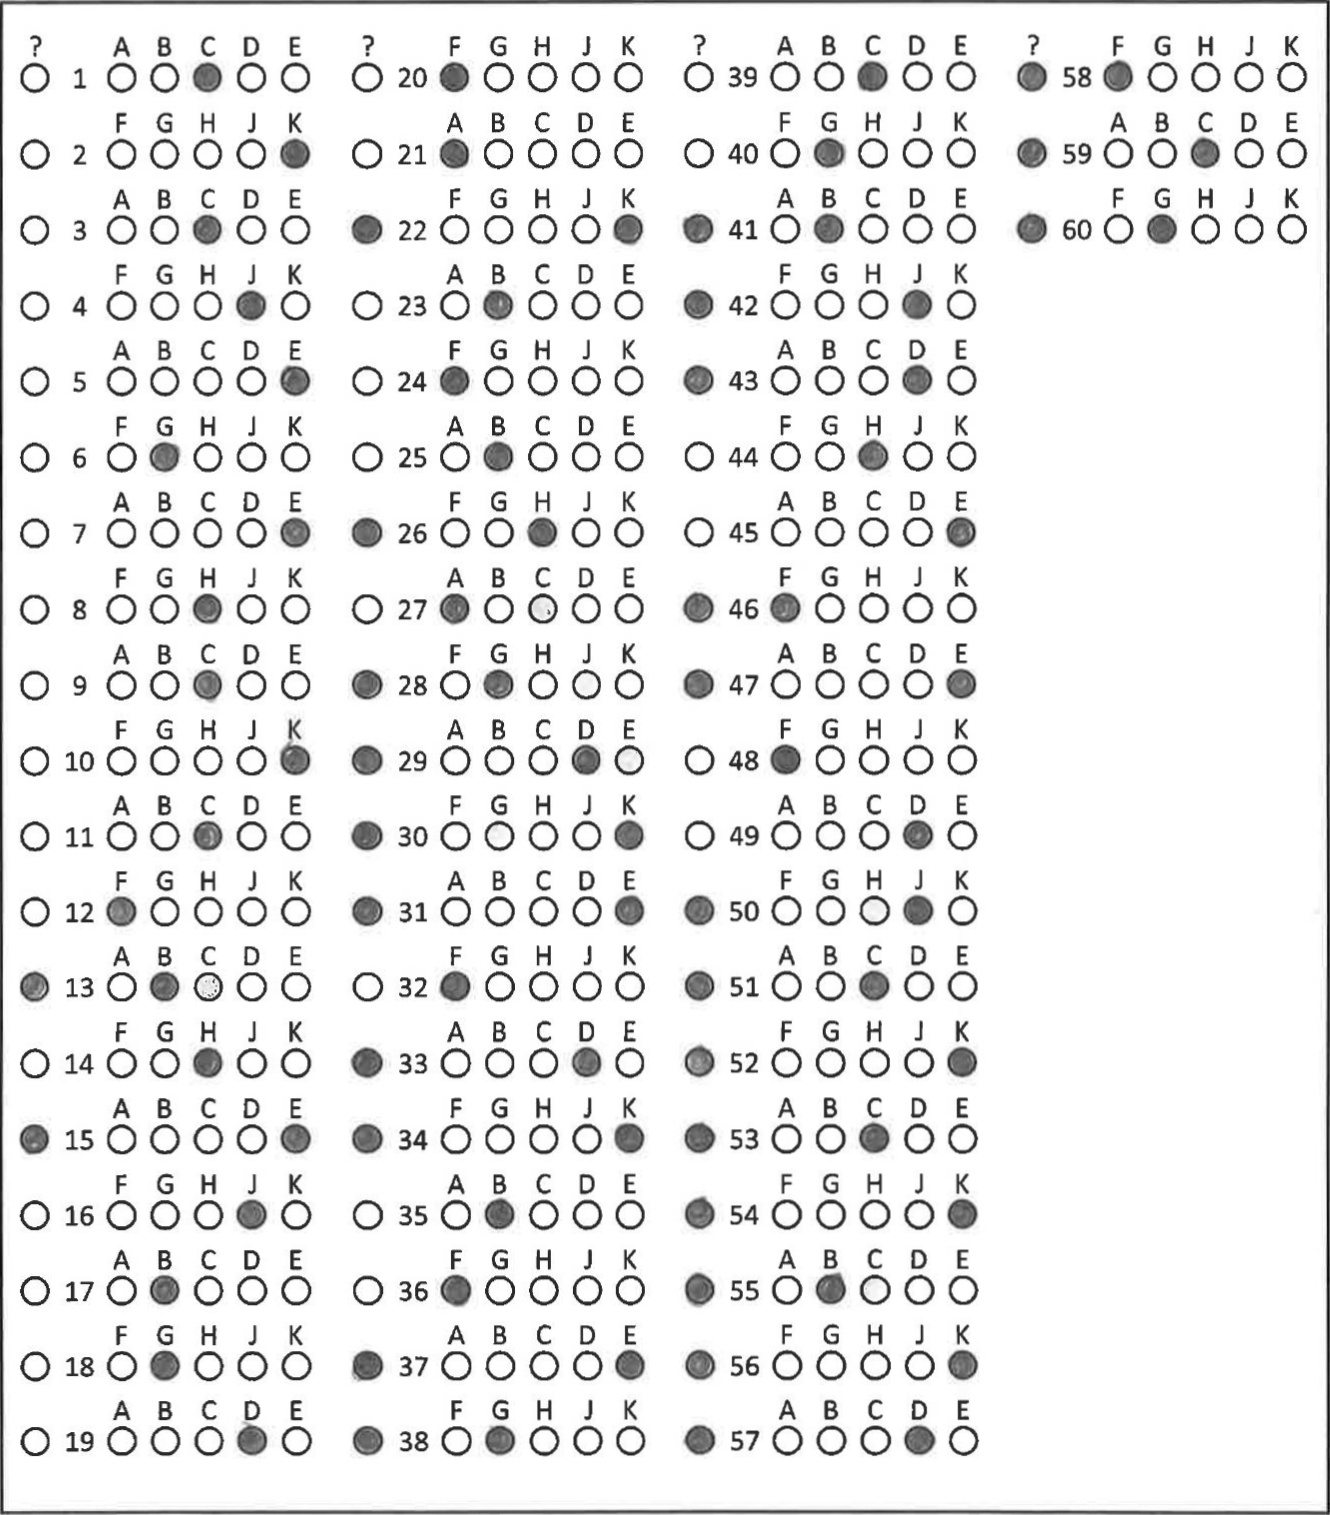 ? A B C D E ? F G H J K ? A B C D E ? F G H J K
1 20 39 58
F G H J K A B C D E F G H J K A B C D E
2 21 40 59
A B C D E F G H J K A B C D E F G H J K
3 22 41 60
F G H J K A B C D E F G H J K
4 23 42
A B C D E F G H J K A B C D E
5 24 43
F G H J K A B C D E F G H J K
6 25 44
A B C D E F G H J K A B C D E
7 26 45
F G H J K A B C D E F G H J K
8 27 46
A B C D E F G H J K A B C D E
9 28 47
F G H J K A B C D E F G H J K
10 29 48
A B C D E F G H J K A B C D E
11 30 49
F G H J K A B C D E F G H J K
12 31 50
A B C D E F G H J K A B C D E
13 32 51
F G H J K A B C D E F G H J K
14 33 52
A B C D E F G H J K A B C D E
15 34 53
F G H J K A B C D E F G H J K
16 35 54
A B C D E F G H J K A B C D E
17 36 55
F G H J K A B C D E F G H J K
18 37 56
A B C D E F G H J K A B C D E
19 38 57